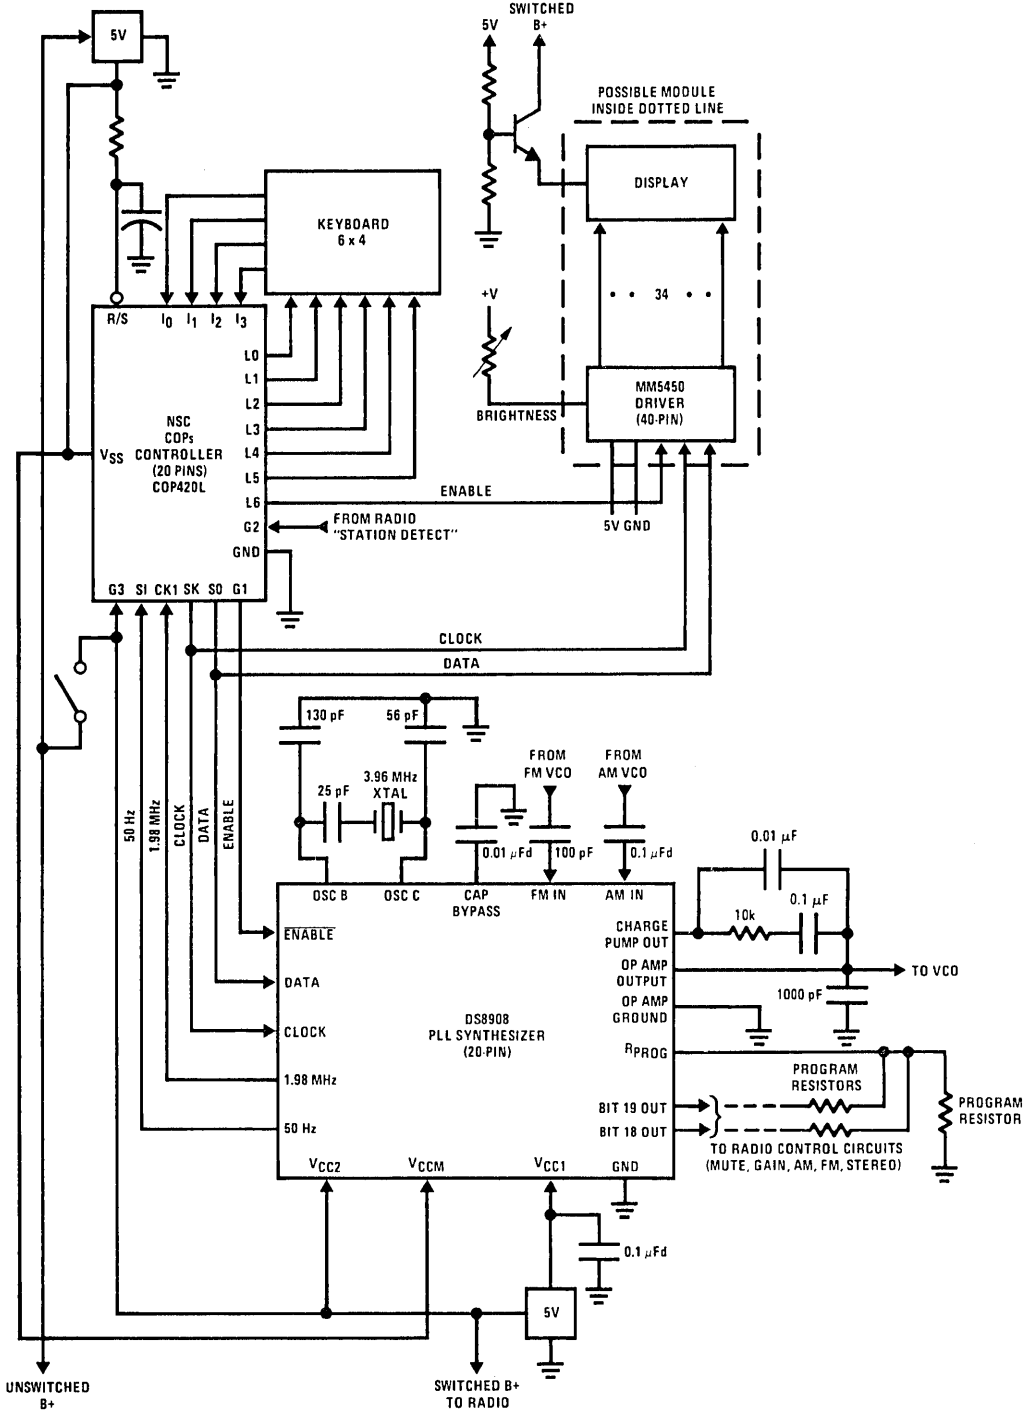 SWITCHED
B+
5V
5V
POSSIBLE MODULE
INSIDE DOTTED LINE
DISPLAY
KEYBOARD
6 x 4
34
+V
R/S I0 I1 I2 I3
L0
L1
L2
L3
L4
L5
L6
G2
GND
MM5450
DRIVER
(40-PIN)
BRIGHTNESS
NSC
COPs
CONTROLLER
(20 PINS)
COP420L
VSS
ENABLE
5V GND
FROM RADIO
"STATION DETECT"
G3 SI CK1 SK SO G1
CLOCK
DATA
130 pF
56 pF
FROM
FM VCO
FROM
AM VCO
25 pF
3.96 MHz
XTAL
50 Hz
1.98 MHz
CLOCK
DATA
ENABLE
0.01 µFd
100 pF
0.1 µFd
0.01 µF
0.1 µF
10k
OSC B
OSC C
CAP
BYPASS
FM IN
AM IN
CHARGE
PUMP OUT
OP AMP
OUTPUT
TO VCO
1000 pF
OP AMP
GROUND
ENABLE
DATA
CLOCK
1.98 MHz
50 Hz
DS8908
PLL SYNTHESIZER
(20-PIN)
RPROG
PROGRAM
RESISTORS
BIT 19 OUT
BIT 18 OUT
PROGRAM
RESISTOR
TO RADIO CONTROL CIRCUITS
(MUTE, GAIN, AM, FM, STEREO)
VCC2
VCCM
VCC1
GND
0.1 µFd
5V
UNSWITCHED
B+
SWITCHED B+
TO RADIO